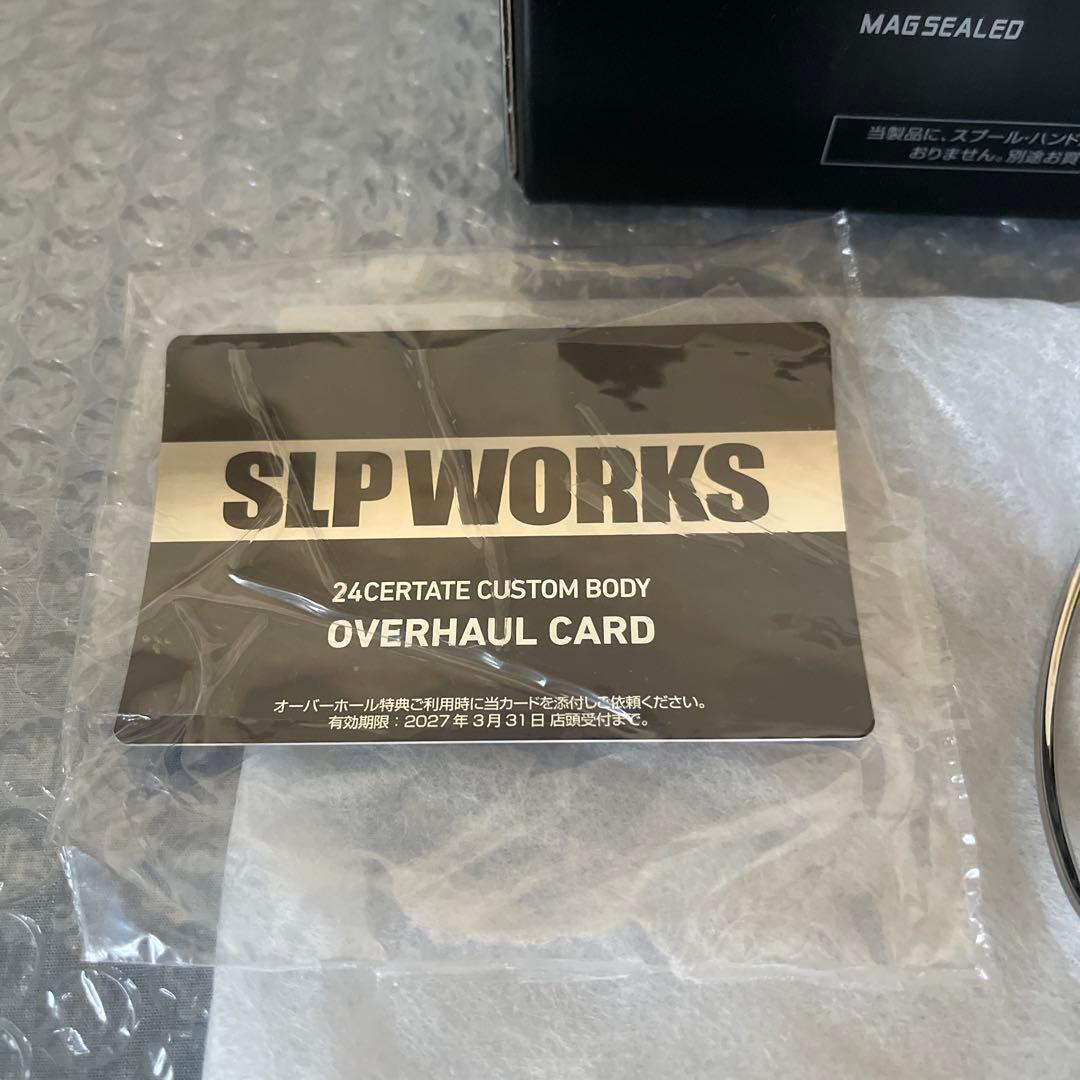 MAGSEALED
当製品に、スプール・ハンド
おりません。別途お買
SLP WORKS
24CERTATE CUSTOM BODY
OVERHAUL CARD
オーバーホール特典ご利用時に当カードを添付しご依頼ください。
有効期限：2027年3月31日 店頭受付まで。